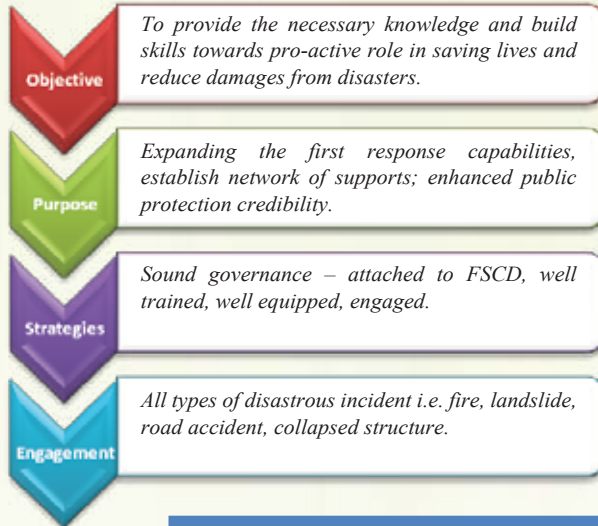 Objective
To provide the necessary knowledge and build
skills towards pro-active role in saving lives and
reduce damages from disasters.
Purpose
Expanding the first response capabilities,
establish network of supports; enhanced public
protection credibility.
Strategies
Sound governance – attached to FSCD, well
trained, well equipped, engaged.
Engagement
All types of disastrous incident i.e. fire, landslide,
road accident, collapsed structure.